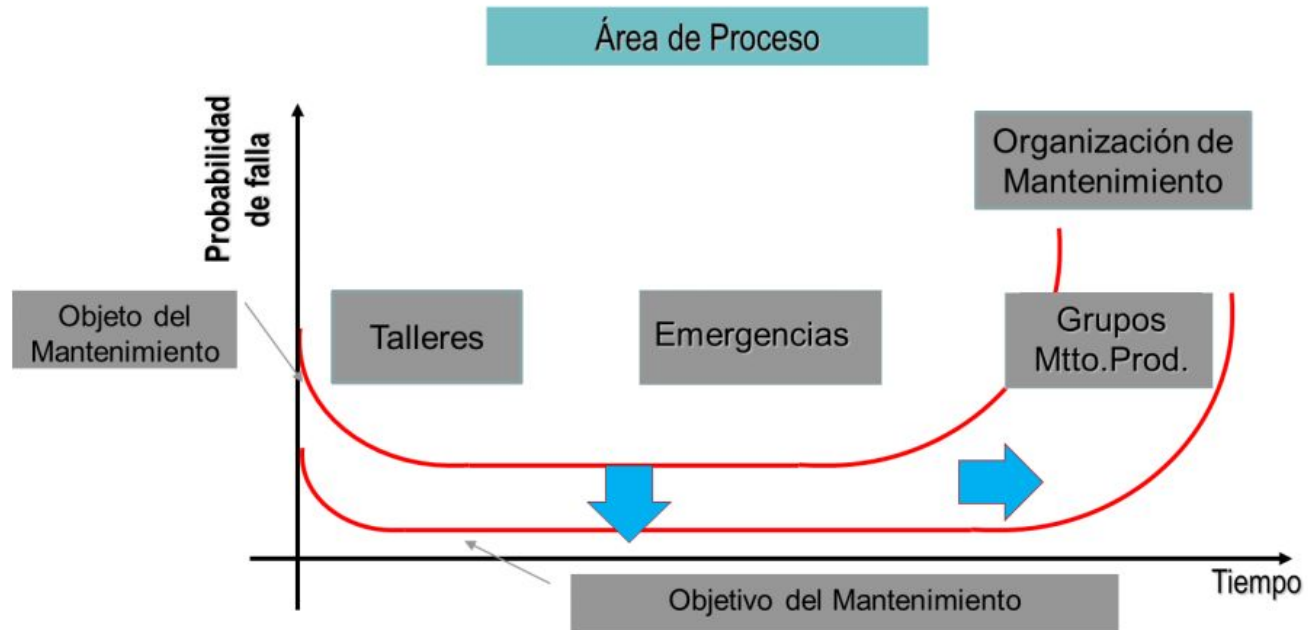 Área de Proceso
Probabilidad
de falla
Organización de
Mantenimiento
Objeto del
Mantenimiento
Talleres
Emergencias
Grupos
Mtto.Prod.
Tiempo
Objetivo del Mantenimiento